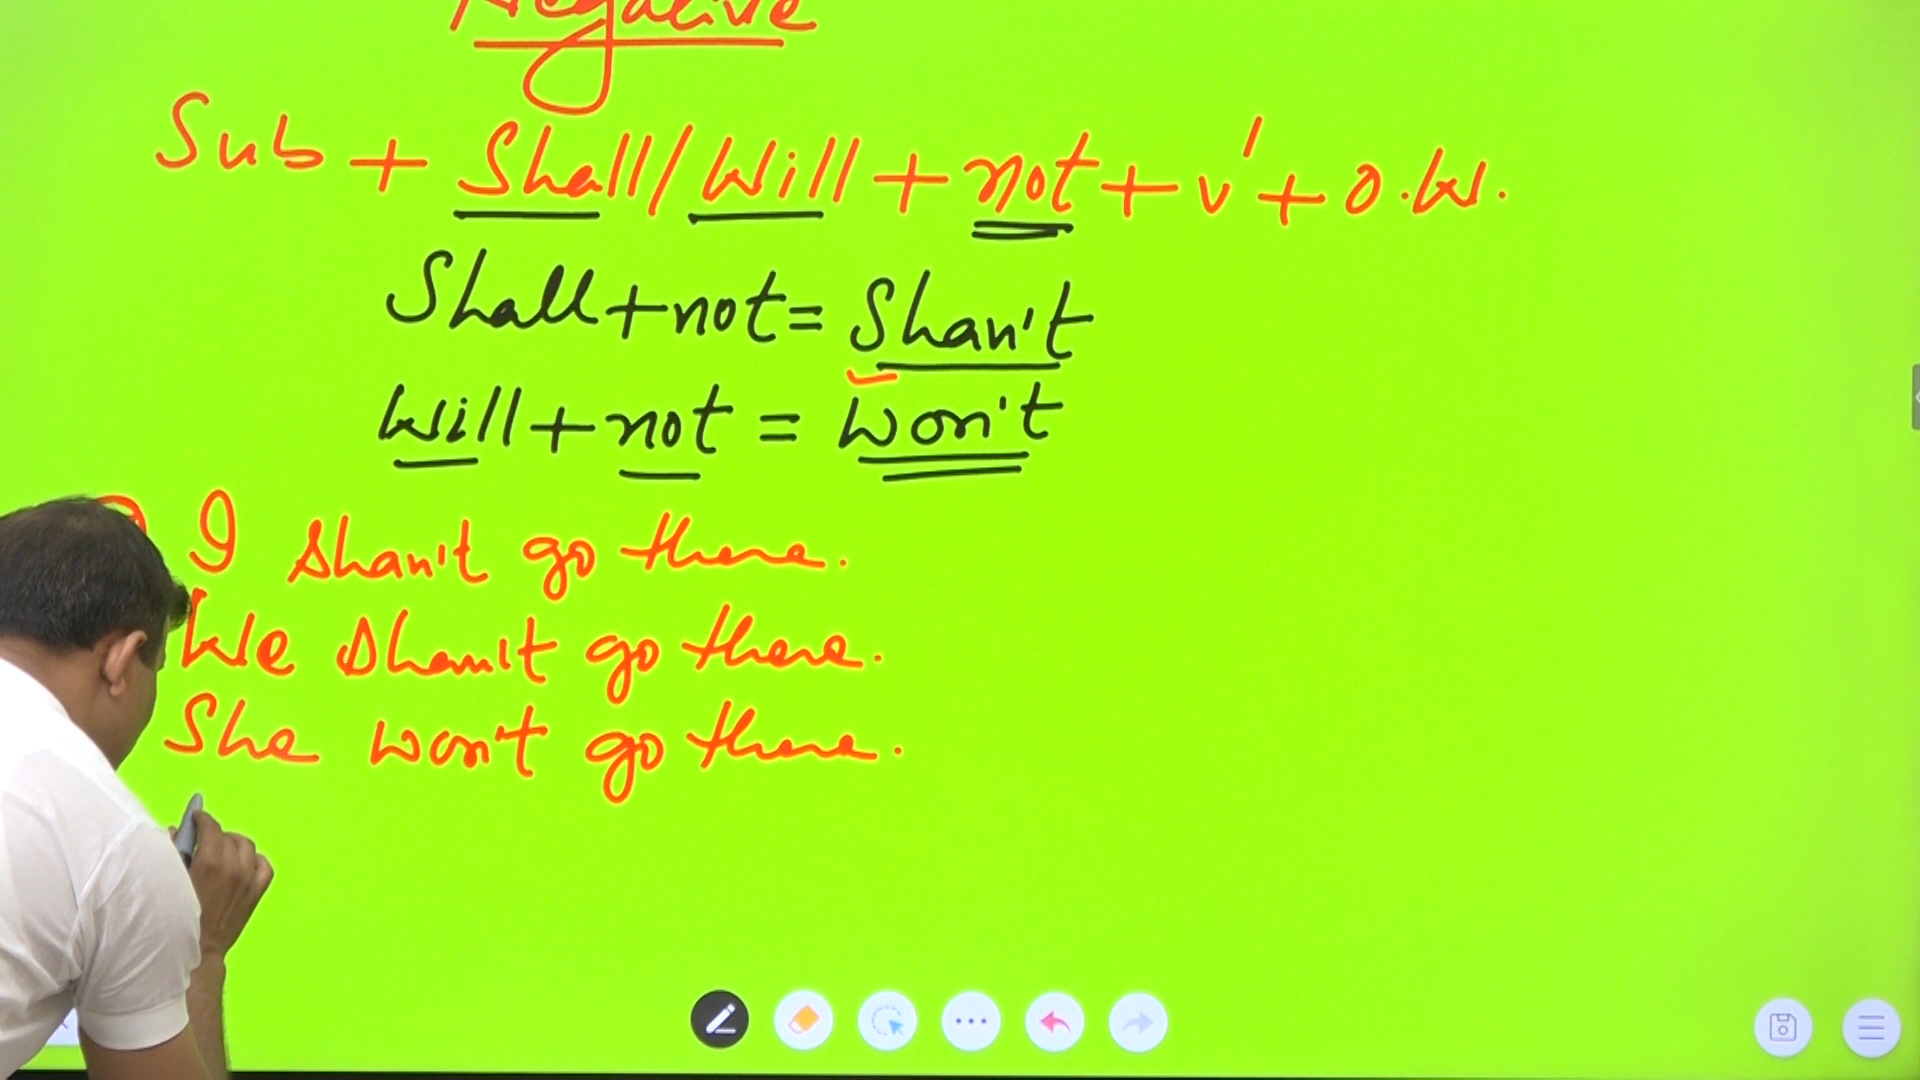 Negative
Sub + Shall/Will + not + v' + O.W.
Shall + not = Shan't
Will + not = Won't
I Shan't go there.
We Shan't go there.
She won't go there.